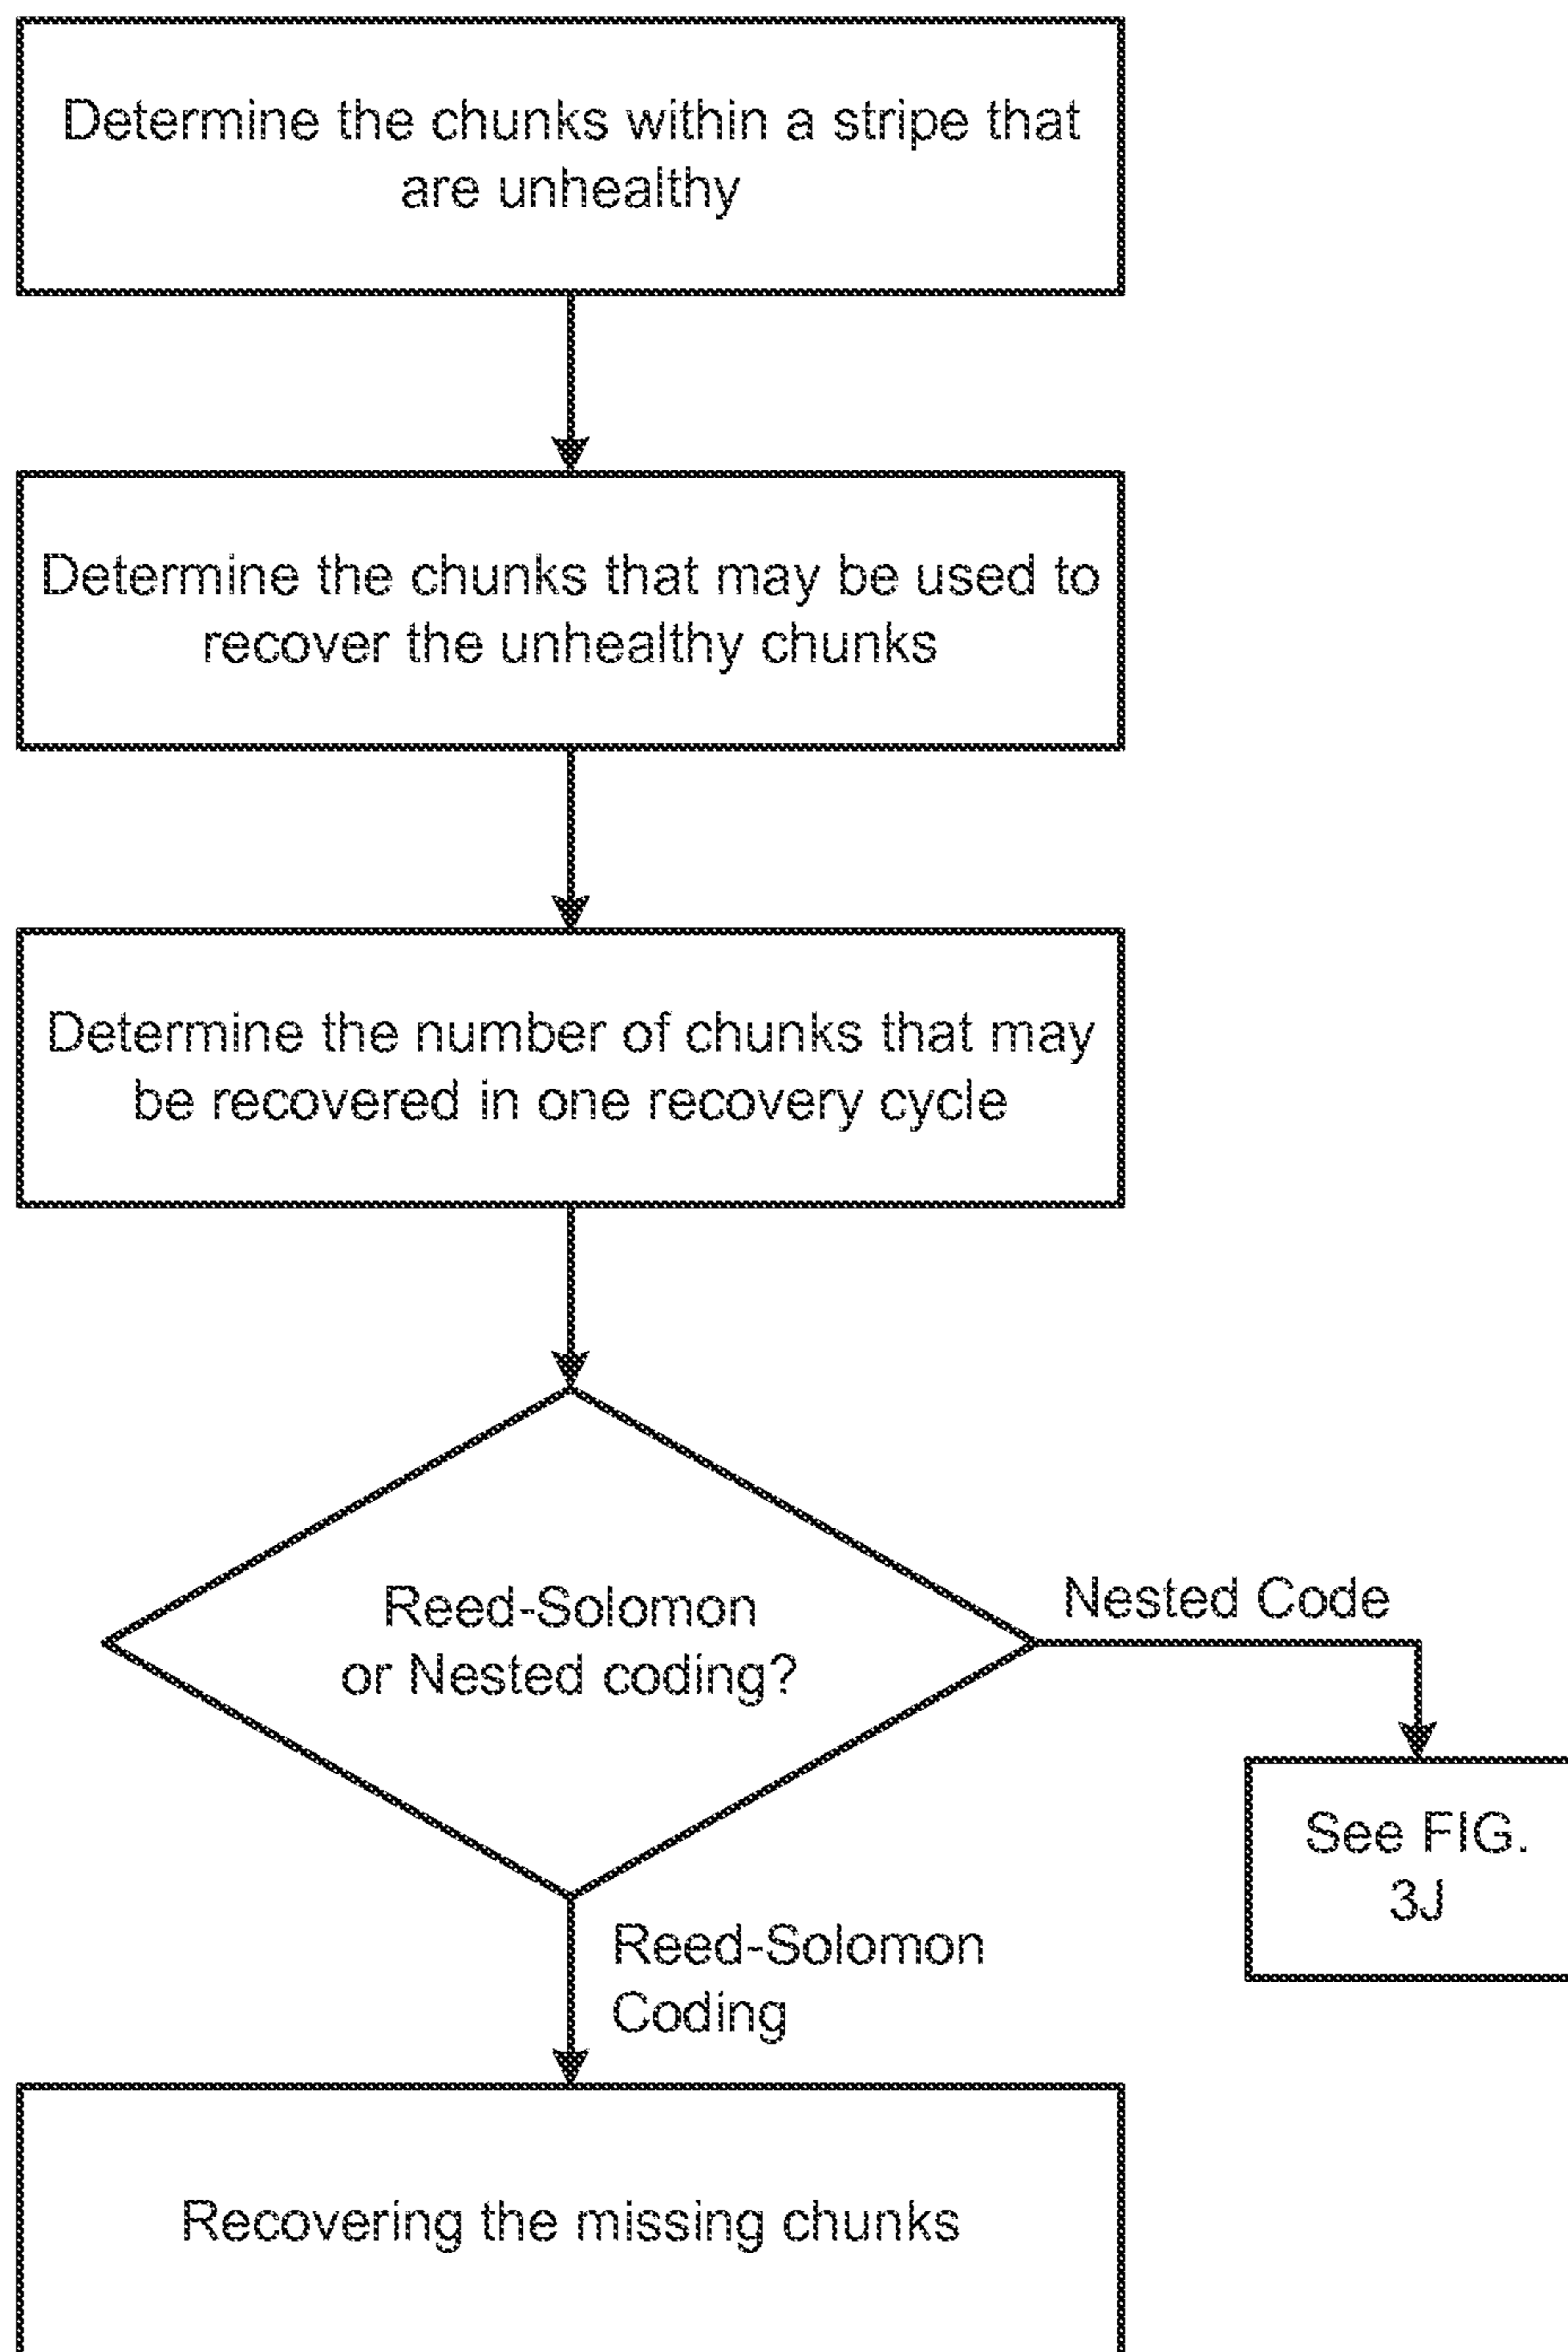 Determine the chunks within a stripe that
are unhealthy
Determine the chunks that may be used to
recover the unhealthy chunks
Determine the number of chunks that may
be recovered in one recovery cycle
Reed-Solomon
or Nested coding?
Nested Code
See FIG.
3J
Reed-Solomon
Coding
Recovering the missing chunks